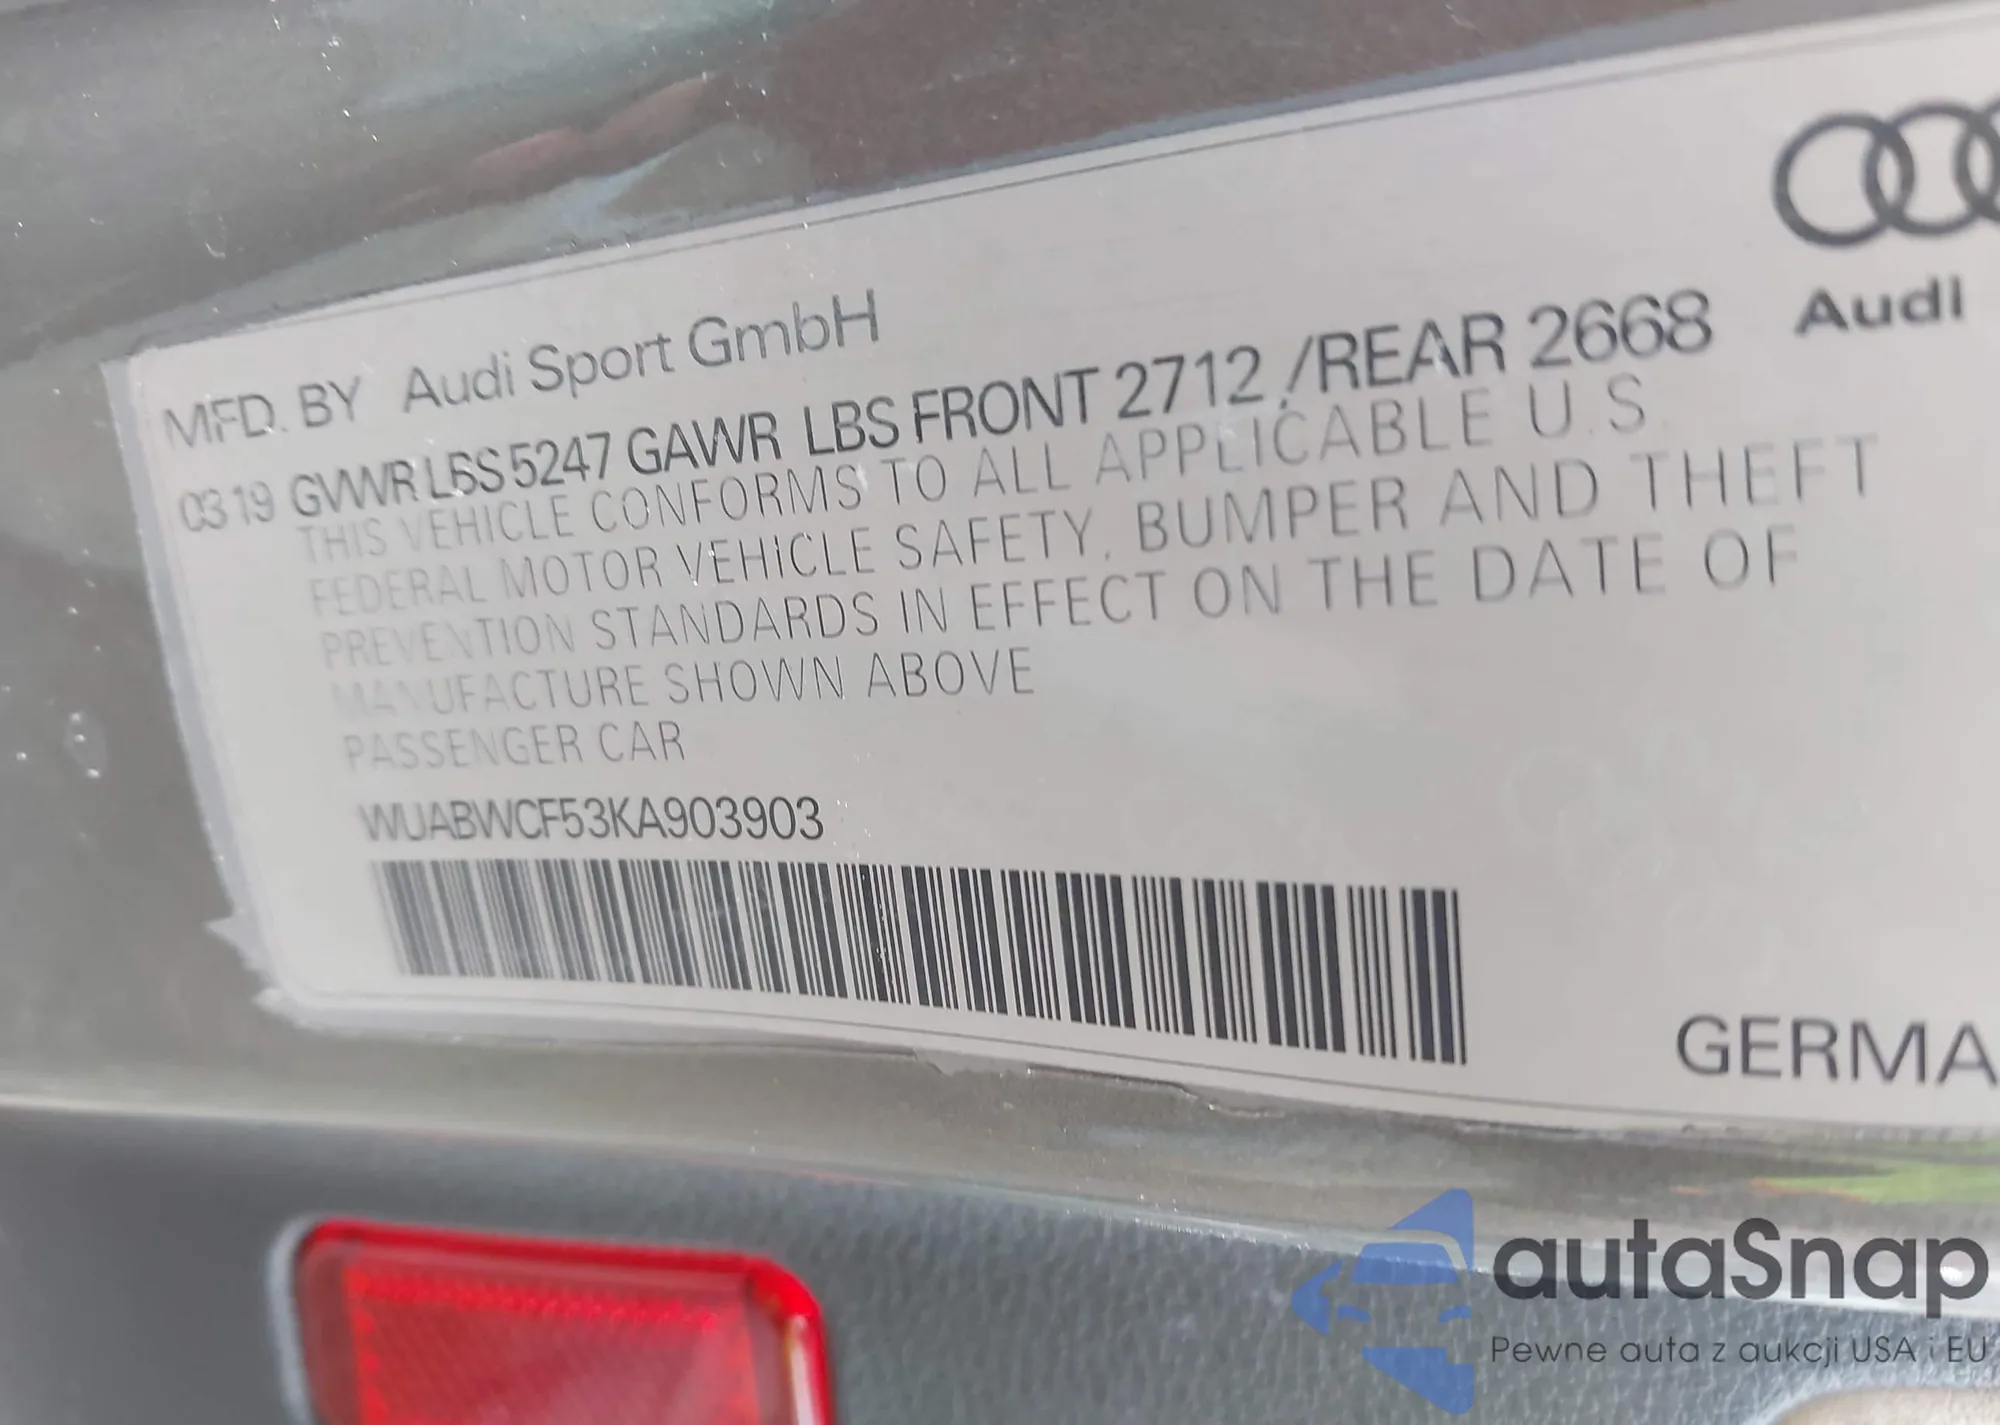 Audi
MFD. BY Audi Sport GmbH
03 19 GVWR LBS 5247 GAWR LBS FRONT 2712 /REAR 2668
THIS VEHICLE CONFORMS TO ALL APPLICABLE U.S.
FEDERAL MOTOR VEHICLE SAFETY, BUMPER AND THEFT
PREVENTION STANDARDS IN EFFECT ON THE DATE OF
MANUFACTURE SHOWN ABOVE
PASSENGER CAR
WUABWCF53KA903903
GERMA
autaSnap
Pewne auta z aukcji USA i EU